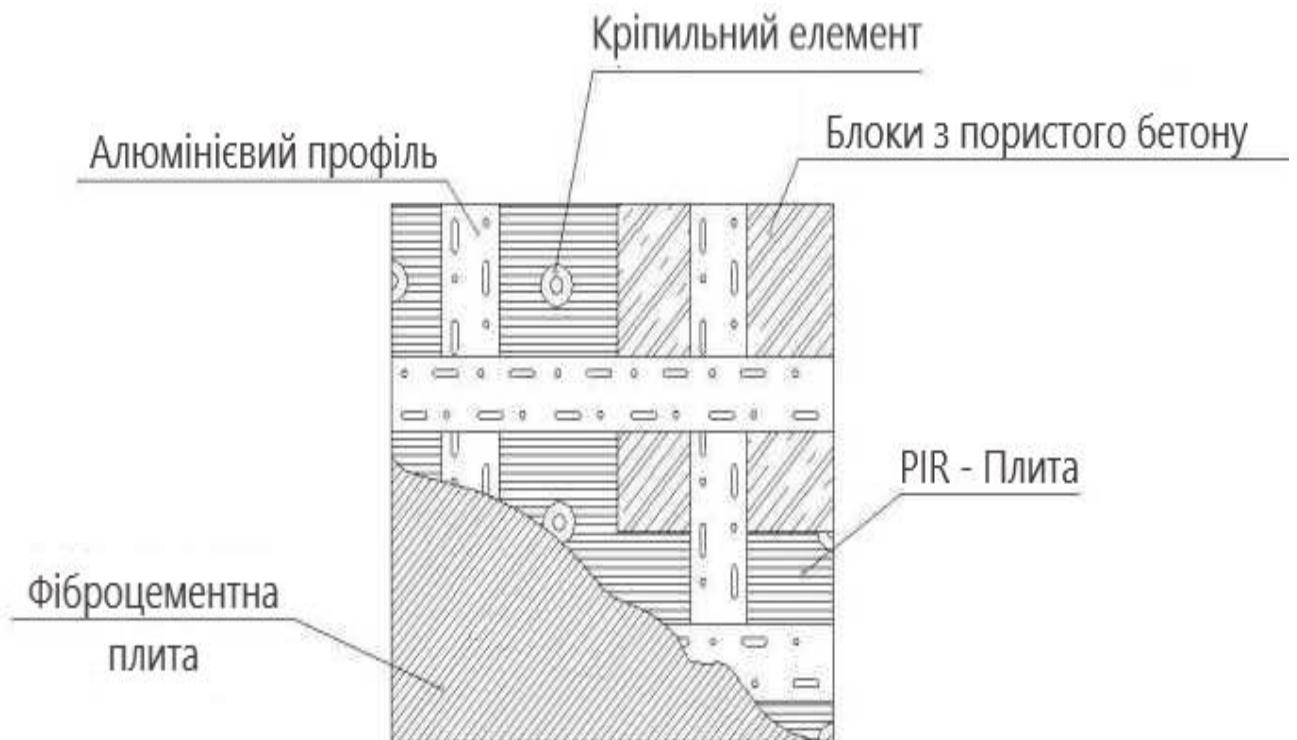 Кріпильний елемент
Блоки з пористого бетону
Алюмінієвий профіль
PIR - Плита
Фіброцементна
плита